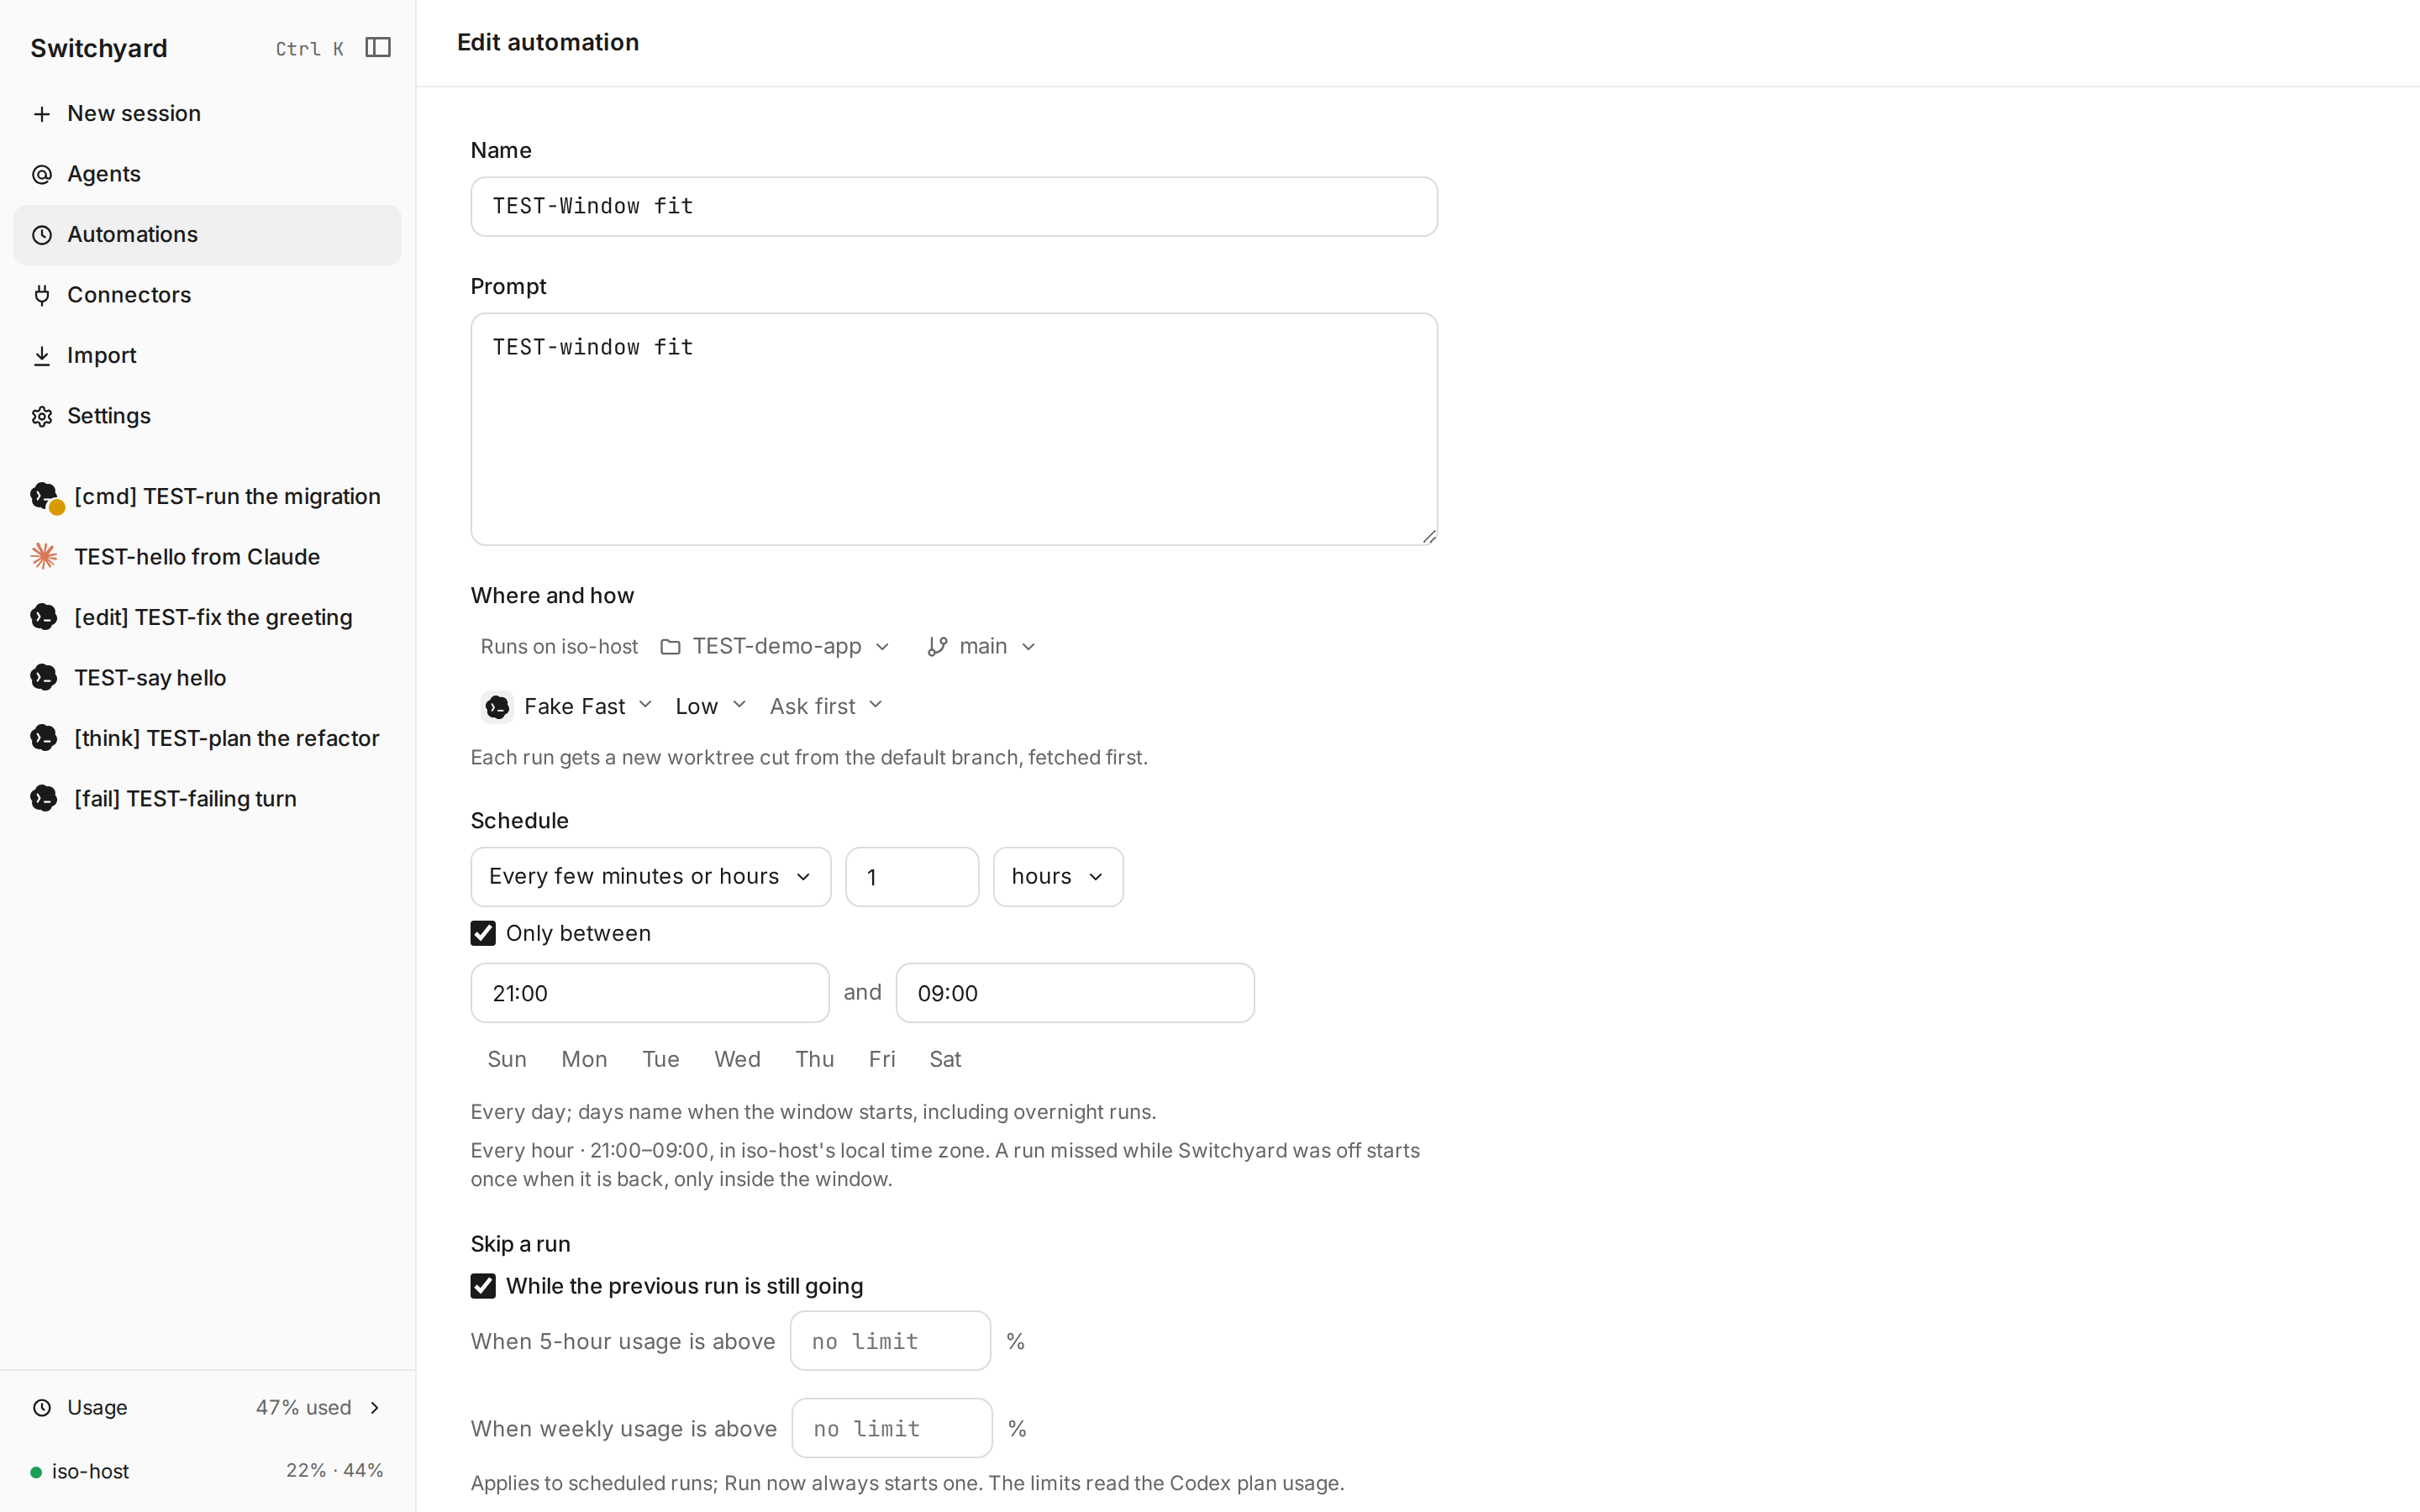 Switchyard
Ctrl K
New session
Agents
Automations
Connectors
Import
Settings
[cmd] TEST-run the migration
TEST-hello from Claude
[edit] TEST-fix the greeting
TEST-say hello
[think] TEST-plan the refactor
[fail] TEST-failing turn
Usage 47% used
iso-host 22% · 44%
Edit automation
Name
TEST-Window fit
Prompt
TEST-window fit
Where and how
Runs on iso-host TEST-demo-app main
Fake Fast Low Ask first
Each run gets a new worktree cut from the default branch, fetched first.
Schedule
Every few minutes or hours 1 hours
Only between
21:00 and 09:00
Sun Mon Tue Wed Thu Fri Sat
Every day; days name when the window starts, including overnight runs.
Every hour · 21:00–09:00, in iso-host's local time zone. A run missed while Switchyard was off starts
once when it is back, only inside the window.
Skip a run
While the previous run is still going
When 5-hour usage is above no limit %
When weekly usage is above no limit %
Applies to scheduled runs; Run now always starts one. The limits read the Codex plan usage.